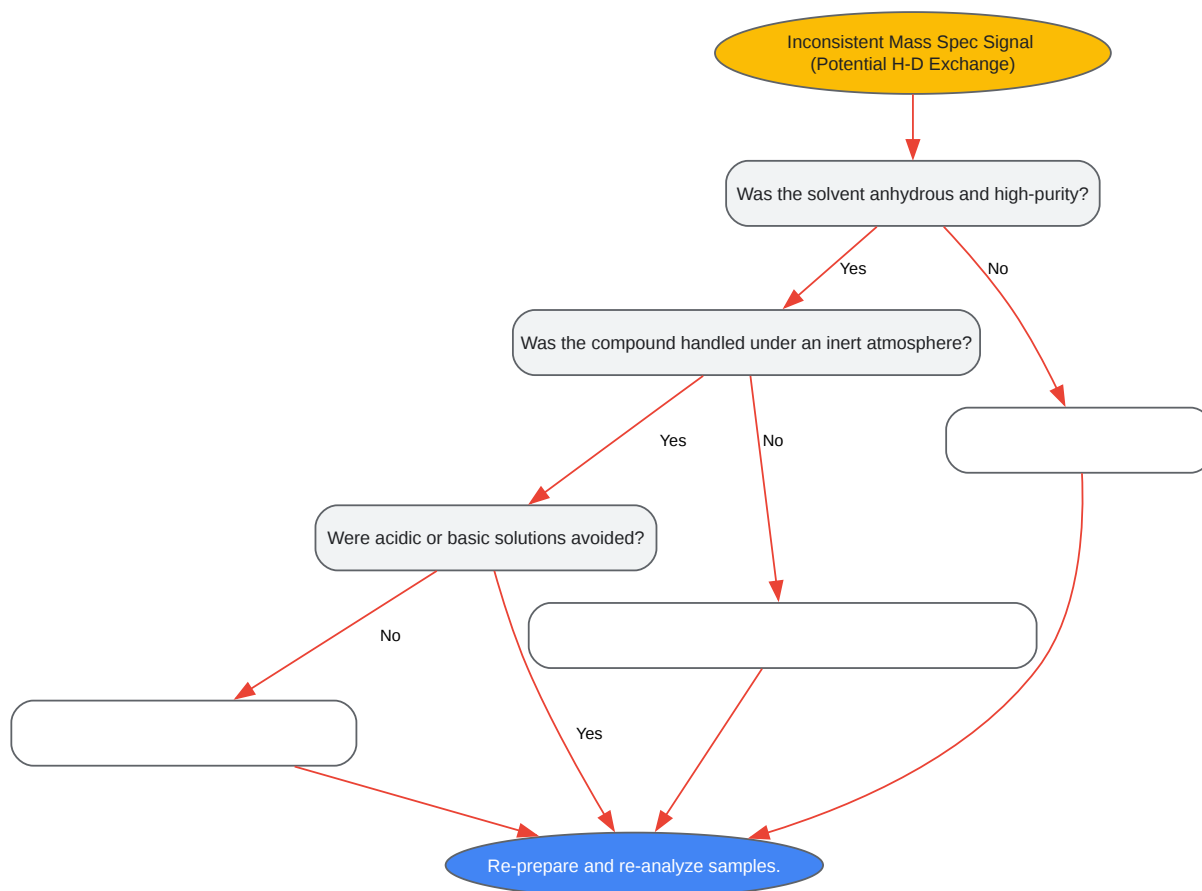 Inconsistent Mass Spec Signal
(Potential H-D Exchange)
Was the solvent anhydrous and high-purity?
Yes
No
Was the compound handled under an inert atmosphere?
Yes
No
Were acidic or basic solutions avoided?
No
Yes
Re-prepare and re-analyze samples.